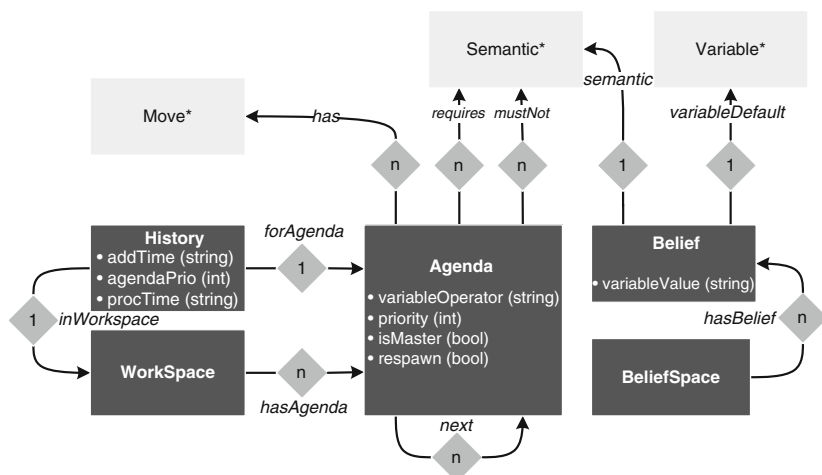 Semantic*
Variable*
Move*
has
requires
mustNot
semantic
variableDefault
n
n
n
1
1
History
• addTime (string)
• agendaPrio (int)
• procTime (string)
forAgenda
1
Agenda
• variableOperator (string)
• priority (int)
• isMaster (bool)
• respawn (bool)
Belief
• variableValue (string)
1
inWorkspace
hasBelief
n
WorkSpace
n
hasAgenda
BeliefSpace
next
n